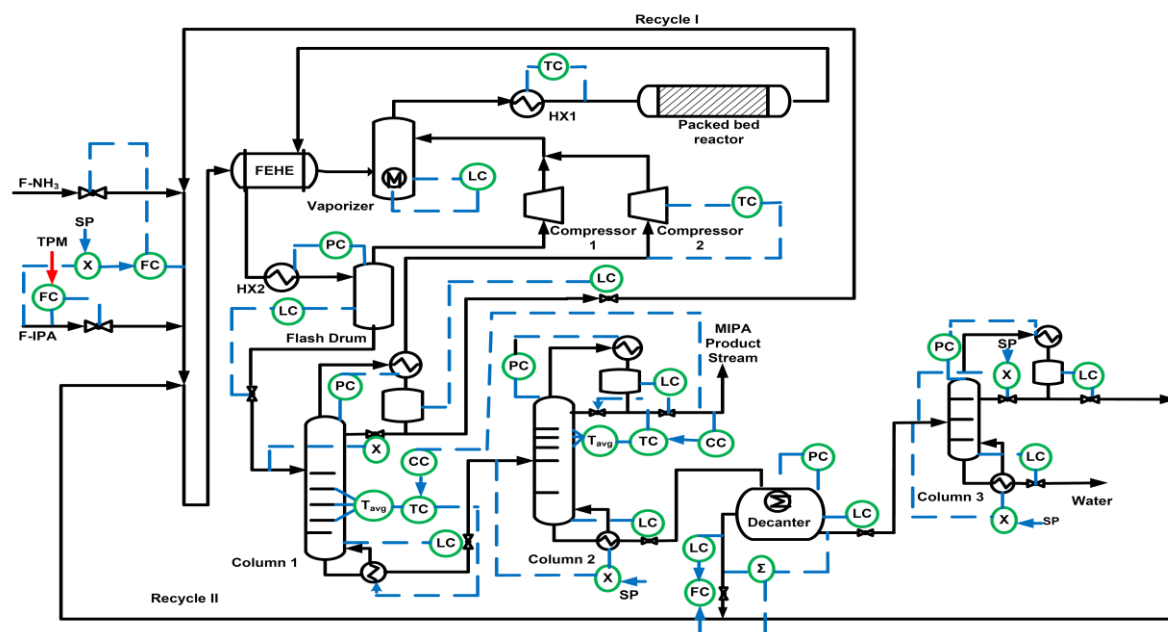 Recycle I
TC
HX1
Packed bed
reactor
FEHE
F-NH₃
LC
Vaporizer
TC
SP
Compressor
1
Compressor
2
TPM
PC
X
FC
LC
FC
HX2
LC
MIPA
Product
Stream
F-IPA
Flash Drum
PC
SP
PC
PC
LC
X
LC
T avg
TC
CC
X
CC
PC
T avg
TC
LC
Column 3
Water
Decanter
LC
X
SP
LC
LC
Column 1
Column 2
LC
Σ
X
SP
FC
Recycle II